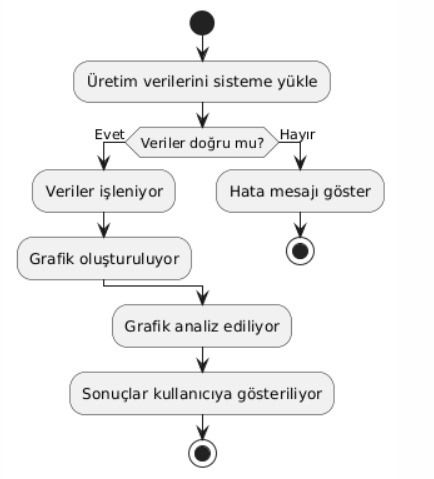 Üretim verilerini sisteme yükle
Evet
Veriler doğru mu?
Hayır
Veriler işleniyor
Hata mesajı göster
Grafik oluşturuluyor
Grafik analiz ediliyor
Sonuçlar kullanıcıya gösteriliyor